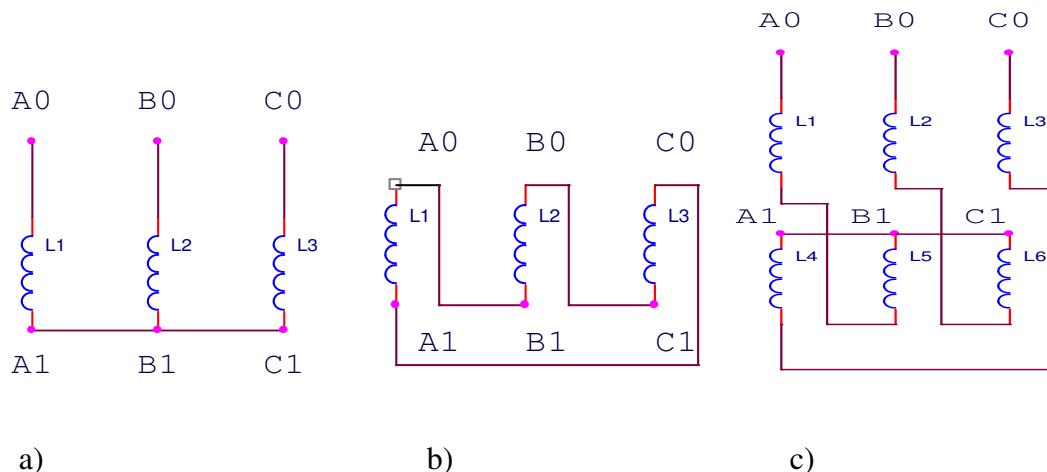 A0 B0 C0
L1 L2 L3
A1 B1 C1
a)
A0 B0 C0
L1 L2 L3
A1 B1 C1
b)
A0 B0 C0
L1 L2 L3
A1 B1 C1
L4 L5 L6
c)